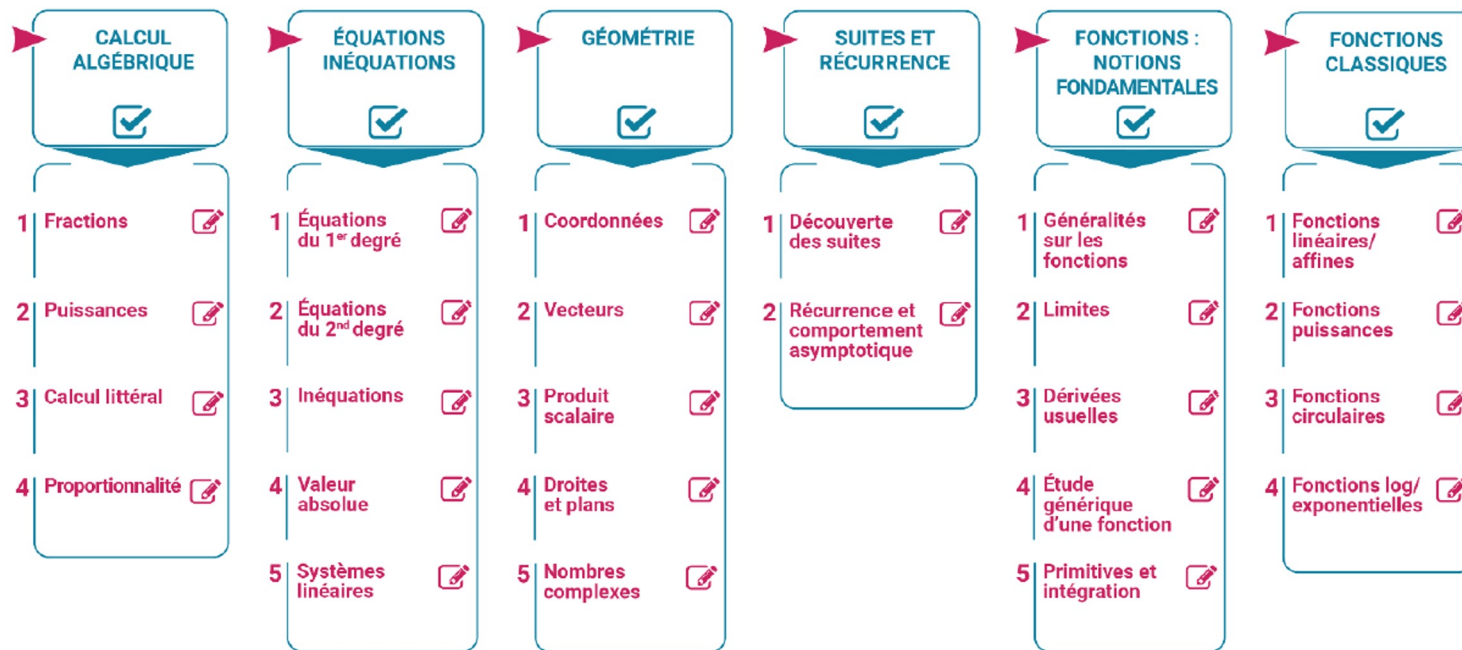 CALCUL
ALGÉBRIQUE
1 Fractions
2 Puissances
3 Calcul littéral
4 Proportionnalité
ÉQUATIONS
INÉQUATIONS
1 Équations
du 1er degré
2 Équations
du 2nd degré
3 Inéquations
4 Valeur
absolue
5 Systèmes
linéaires
GÉOMÉTRIE
1 Coordonnées
2 Vecteurs
3 Produit
scalaire
4 Droites
et plans
5 Nombres
complexes
SUITES ET
RÉCURRENCE
1 Découverte
des suites
2 Récurrence et
comportement
asymptotique
FONCTIONS :
NOTIONS
FONDAMENTALES
1 Généralités
sur les
fonctions
2 Limites
3 Dérivées
usuelles
4 Étude
générique
d'une fonction
5 Primitives et
intégration
FONCTIONS
CLASSIQUES
1 Fonctions
linéaires/
affines
2 Fonctions
puissances
3 Fonctions
circulaires
4 Fonctions log/
exponentielles